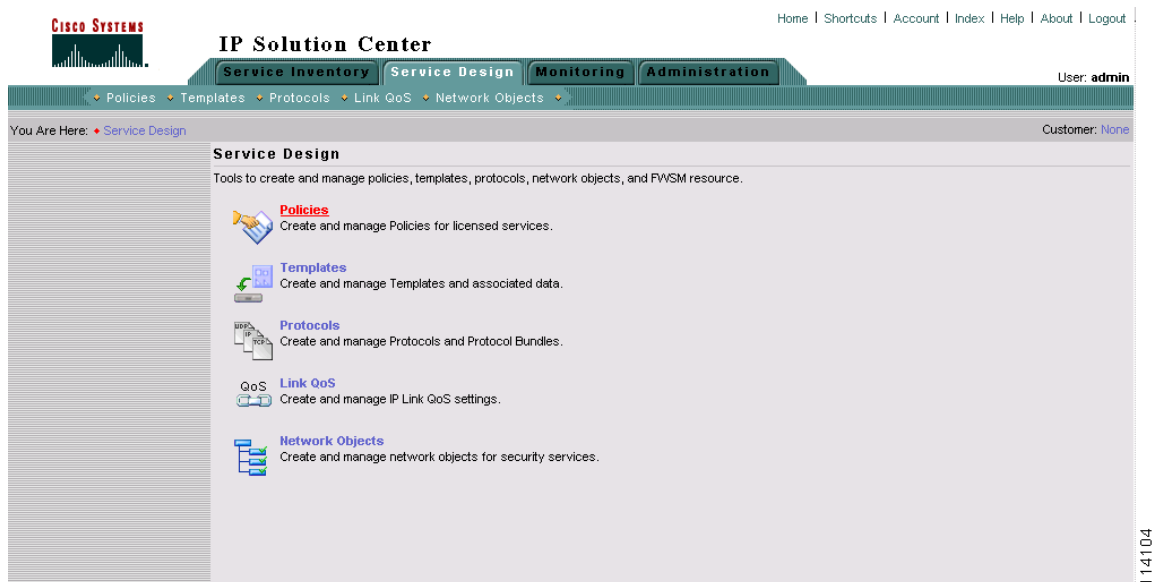 Home | Shortcuts | Account | Index | Help | About | Logout
CISCO SYSTEMS
IP Solution Center
Service Inventory Service Design Monitoring Administration
User: admin
Policies Templates Protocols Link QoS Network Objects
You Are Here: Service Design
Customer: None
Service Design
Tools to create and manage policies, templates, protocols, network objects, and FWSM resource.
Policies
Create and manage Policies for licensed services.
Templates
Create and manage Templates and associated data.
UDP
IP
TCP
Protocols
Create and manage Protocols and Protocol Bundles.
QoS
Link QoS
Create and manage IP Link QoS settings.
Network Objects
Create and manage network objects for security services.
114104